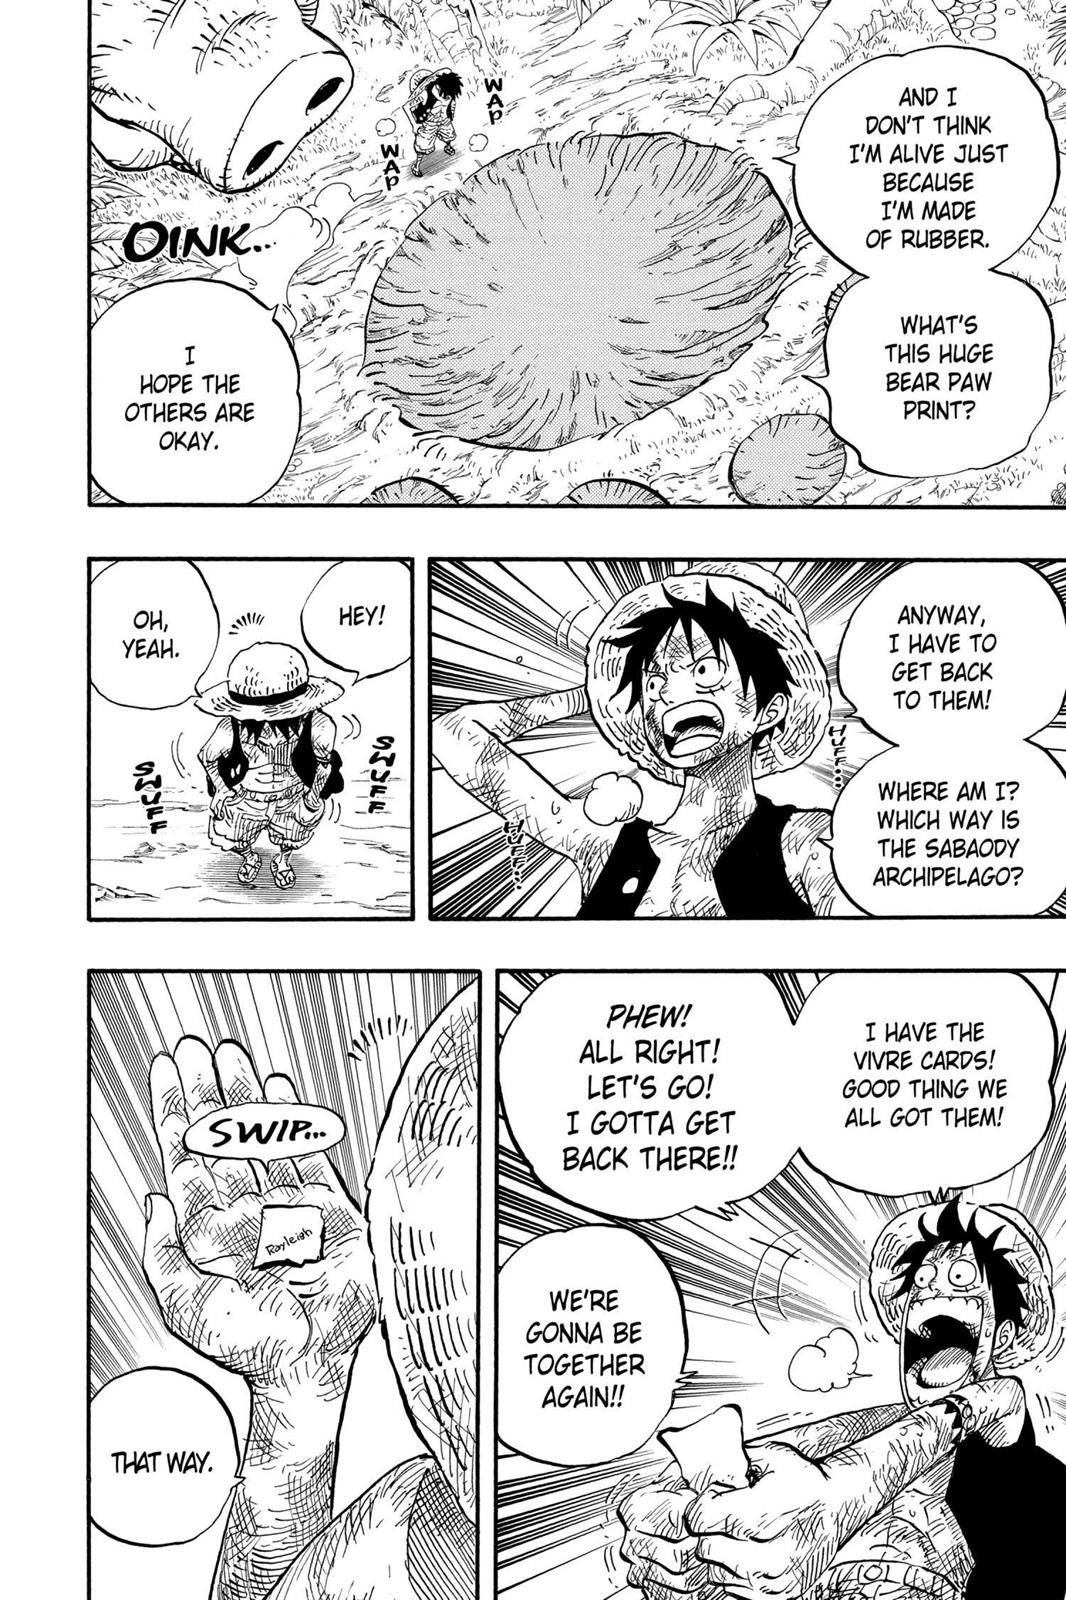 AND I
DON'T THINK
I'M ALIVE JUST
BECAUSE
I'M MADE
OF RUBBER.
WHAT'S
THIS HUGE
BEAR PAW
PRINT?
WAP
WAP
OINK..
I
HOPE THE
OTHERS ARE
OKAY.
ANYWAY,
I HAVE TO
GET BACK
TO THEM!
WHERE AM I?
WHICH WAY IS
THE SABAODY
ARCHIPELAGO?
HUFF...
HUFF...
HEY!
OH,
YEAH.
SWUFF
SWUFF
I HAVE THE
VIVRE CARDS!
GOOD THING WE
ALL GOT THEM!
PHEW!
ALL RIGHT!
LET'S GO!
I GOTTA GET
BACK THERE!!
WE'RE
GONNA BE
TOGETHER
AGAIN!!
SWIP...
Rayleigh
THAT WAY.